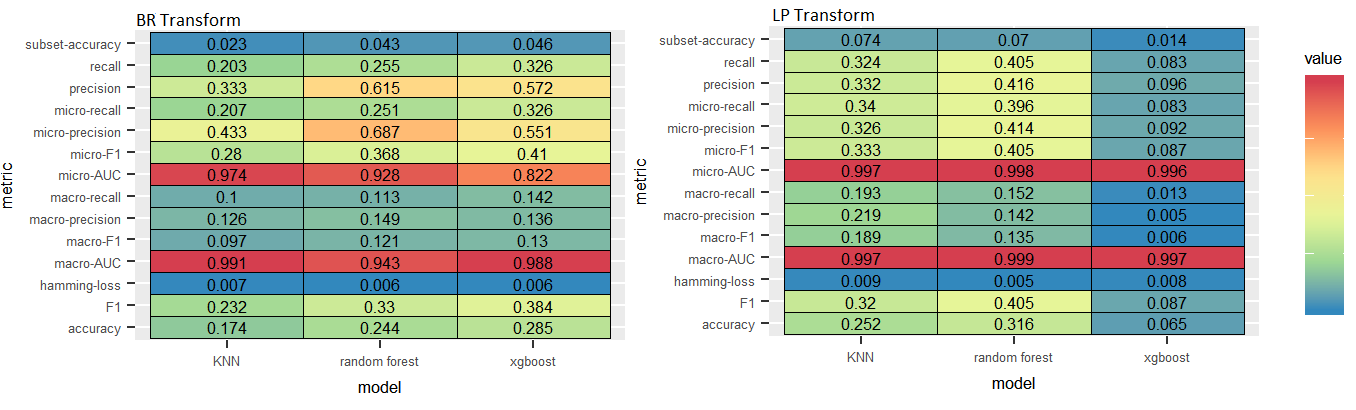 BR Transform
subset-accuracy 0.023 0.043 0.046
recall 0.203 0.255 0.326
precision 0.333 0.615 0.572
micro-recall 0.207 0.251 0.326
micro-precision 0.433 0.687 0.551
micro-F1 0.28 0.368 0.41
micro-AUC 0.974 0.928 0.822
macro-recall 0.1 0.113 0.142
macro-precision 0.126 0.149 0.136
macro-F1 0.097 0.121 0.13
macro-AUC 0.991 0.943 0.988
hamming-loss 0.007 0.006 0.006
F1 0.232 0.33 0.384
accuracy 0.174 0.244 0.285
KNN random forest xgboost
model
metric
LP Transform
subset-accuracy 0.074 0.07 0.014
recall 0.324 0.405 0.083
precision 0.332 0.416 0.096
micro-recall 0.34 0.396 0.083
micro-precision 0.326 0.414 0.092
micro-F1 0.333 0.405 0.087
micro-AUC 0.997 0.998 0.996
macro-recall 0.193 0.152 0.013
macro-precision 0.219 0.142 0.005
macro-F1 0.189 0.135 0.006
macro-AUC 0.997 0.999 0.997
hamming-loss 0.009 0.005 0.008
F1 0.32 0.405 0.087
accuracy 0.252 0.316 0.065
KNN random forest xgboost
model
metric
value